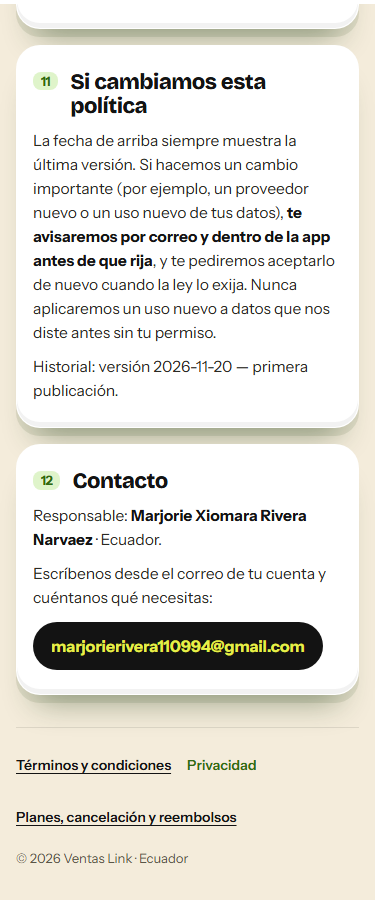 11 Si cambiamos esta
política
La fecha de arriba siempre muestra la
última versión. Si hacemos un cambio
importante (por ejemplo, un proveedor
nuevo o un uso nuevo de tus datos), te
avisaremos por correo y dentro de la app
antes de que rija, y te pediremos aceptarlo
de nuevo cuando la ley lo exija. Nunca
aplicaremos un uso nuevo a datos que nos
diste antes sin tu permiso.
Historial: versión 2026-11-20 — primera
publicación.
12 Contacto
Responsable: Marjorie Xiomara Rivera
Narvaez · Ecuador.
Escríbenos desde el correo de tu cuenta y
cuéntanos qué necesitas:
marjorierivera110994@gmail.com
Términos y condiciones Privacidad
Planes, cancelación y reembolsos
© 2026 Ventas Link · Ecuador